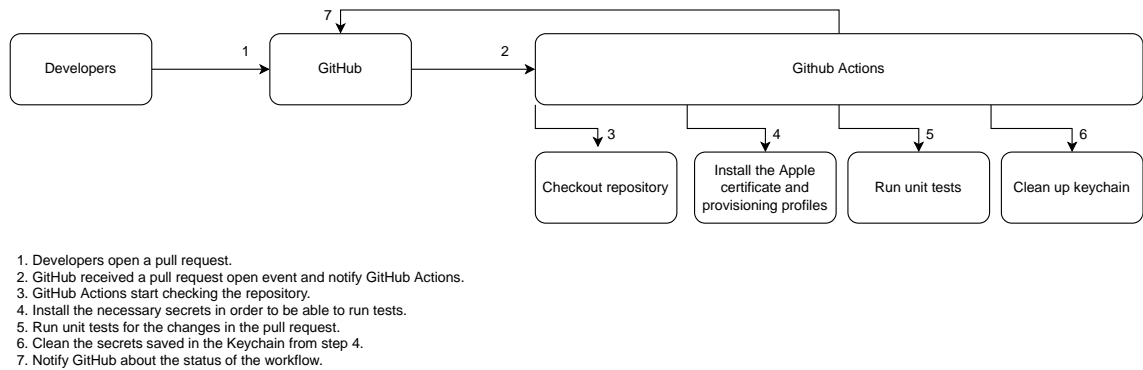 7
Developers
1
GitHub
2
Github Actions
3
4
5
6
Checkout repository
Install the Apple
certificate and
provisioning profiles
Run unit tests
Clean up keychain
1. Developers open a pull request.
2. GitHub received a pull request open event and notify GitHub Actions.
3. GitHub Actions start checking the repository.
4. Install the necessary secrets in order to be able to run tests.
5. Run unit tests for the changes in the pull request.
6. Clean the secrets saved in the Keychain from step 4.
7. Notify GitHub about the status of the workflow.